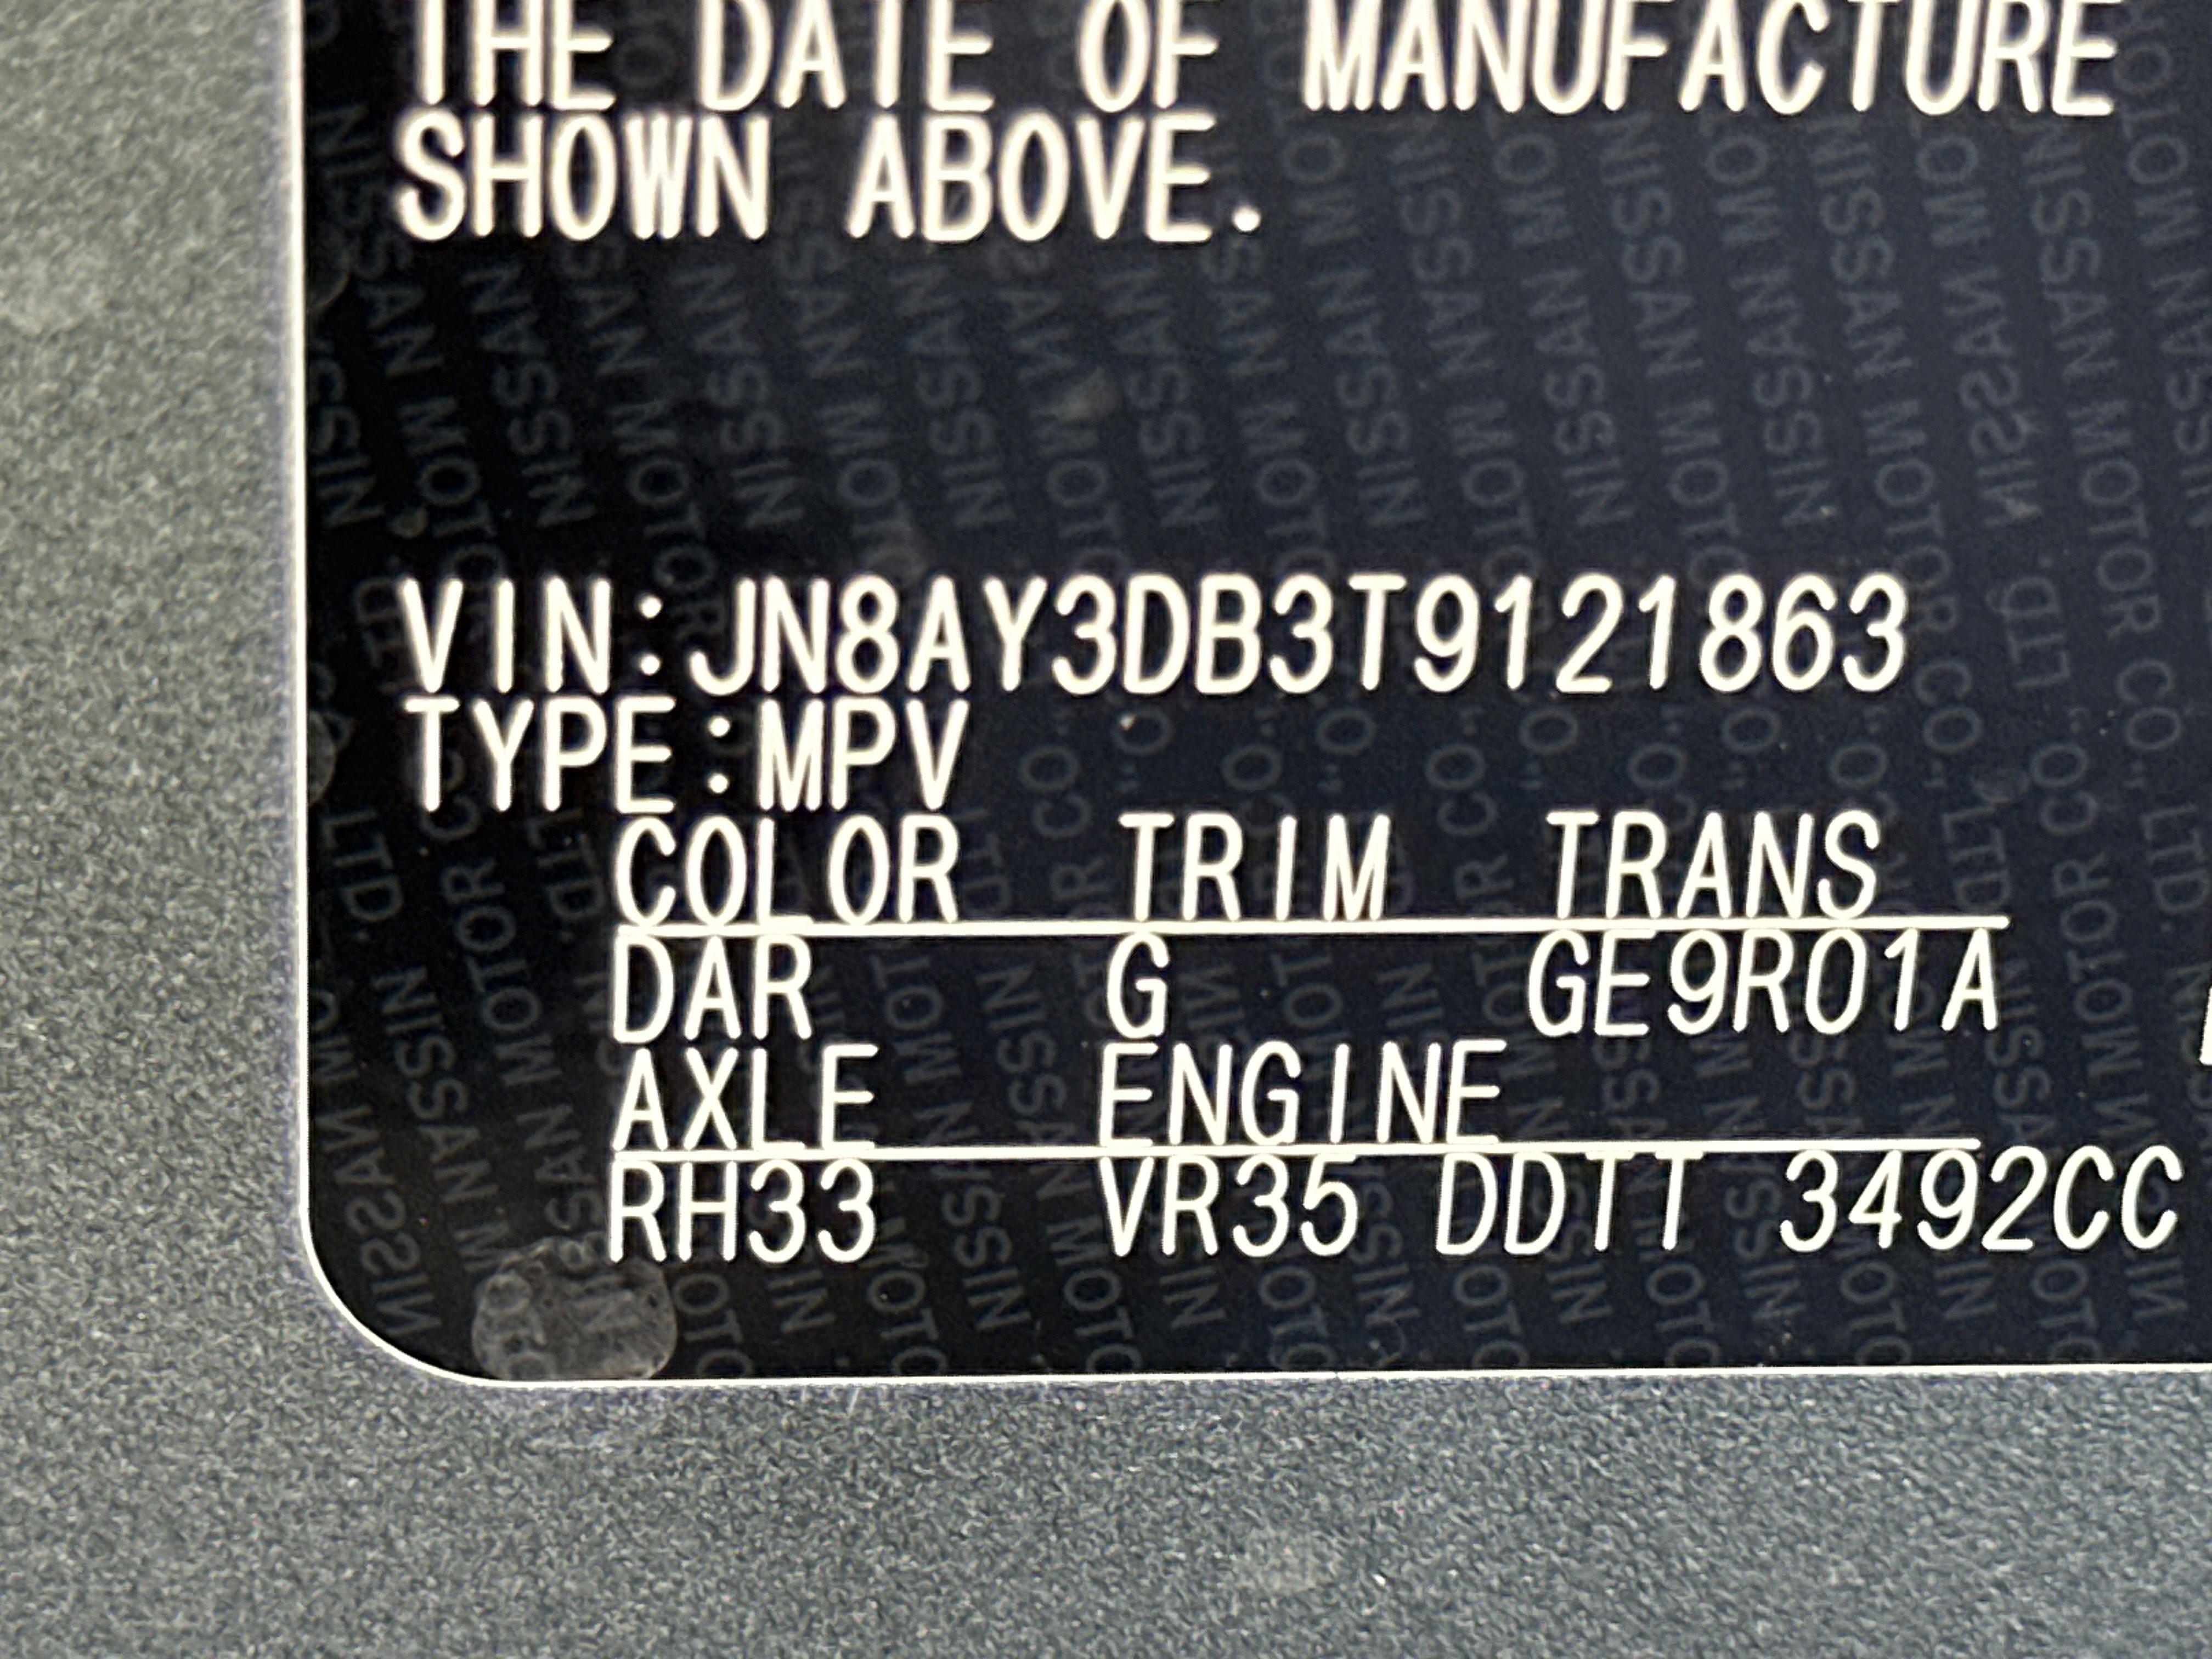 THE DATE OF MANUFACTURE
SHOWN ABOVE.
VIN:JN8AY3DB3T9121863
TYPE:MPV
COLOR TRIM TRANS
DAR G GE9R01A
AXLE ENGINE
RH33 VR35 DDTT 3492CC